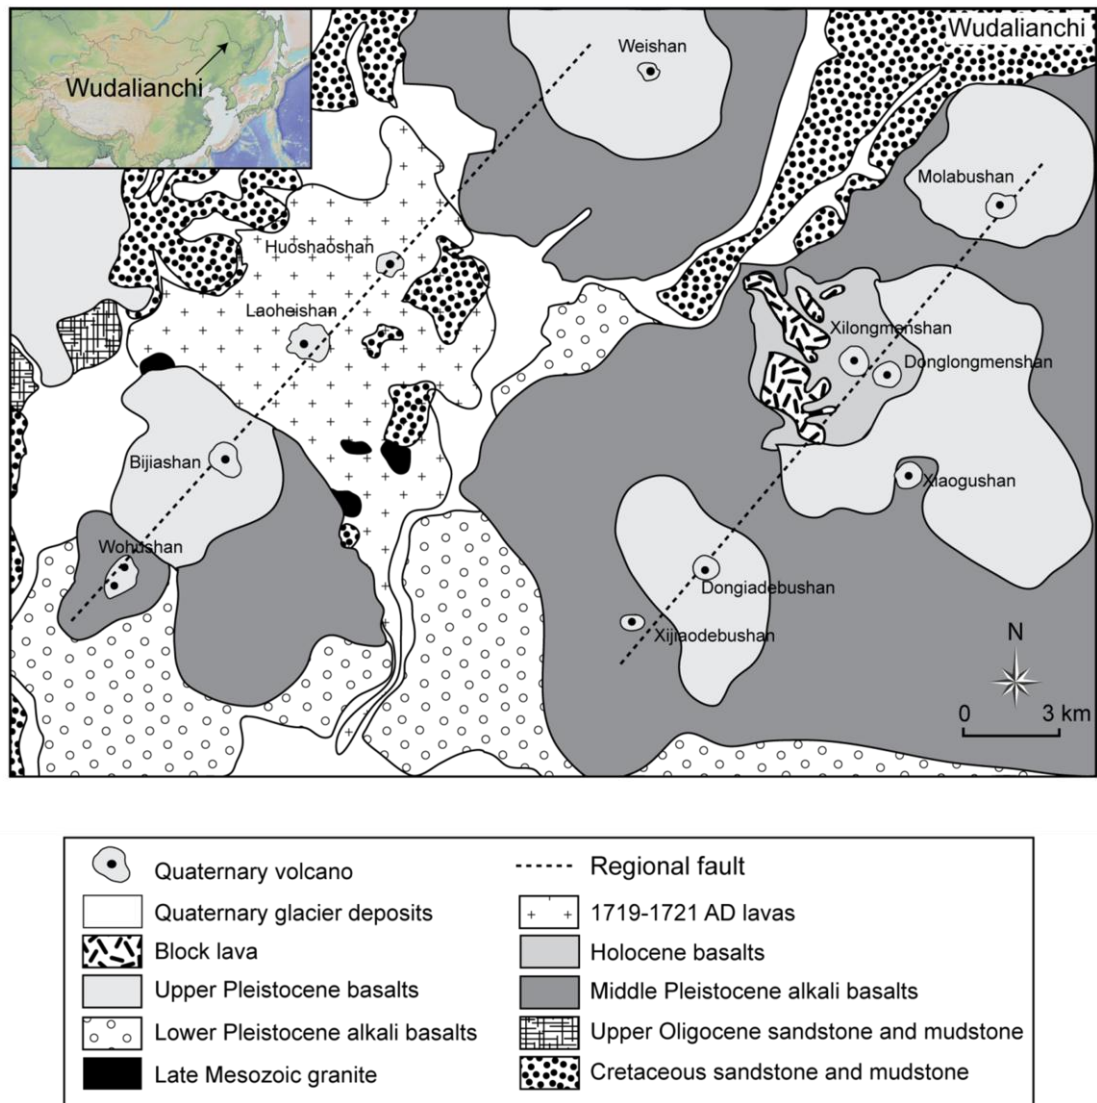 Wudalianchi
Wudalianchi
Weishan
Molabushan
Huoshaoshan
Laoheishan
Xilongmenshan
Donglongmenshan
Bijiashan
Xiaogushan
Wohushan
Dongiadebushan
Xijiaodebushan
N
0 3 km
Quaternary volcano
Regional fault
Quaternary glacier deposits
1719-1721 AD lavas
Block lava
Holocene basalts
Upper Pleistocene basalts
Middle Pleistocene alkali basalts
Lower Pleistocene alkali basalts
Upper Oligocene sandstone and mudstone
Late Mesozoic granite
Cretaceous sandstone and mudstone